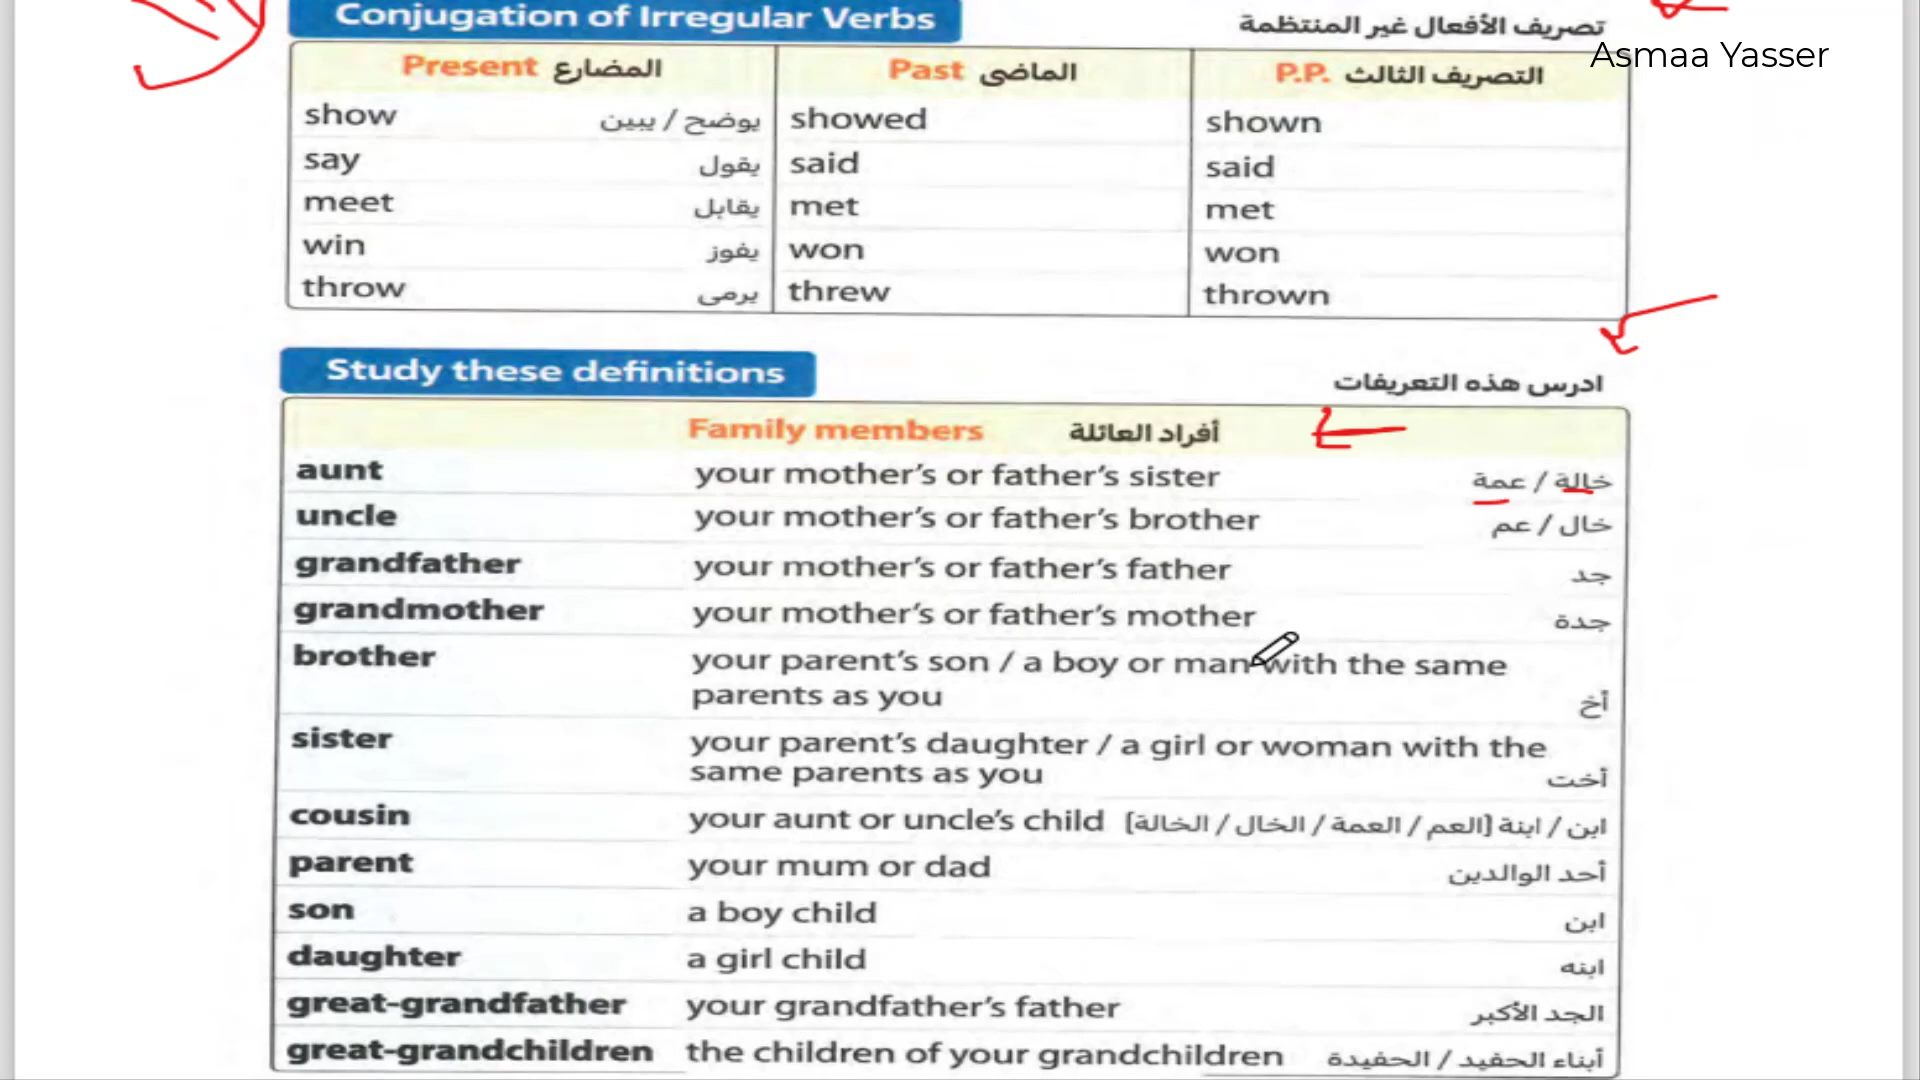 Conjugation of Irregular Verbs تصريف الأفعال غير المنتظمة
Asmaa Yasser
Present المضارع Past الماضى P.P. التصريف الثالث
show يوضح / يبين showed shown
say يقول said said
meet يقابل met met
win يفوز won won
throw يرمى threw thrown
Study these definitions ادرس هذه التعريفات
Family members أفراد العائلة
aunt your mother's or father's sister خالة / عمة
uncle your mother's or father's brother خال / عم
grandfather your mother's or father's father جد
grandmother your mother's or father's mother جدة
brother your parent's son / a boy or man with the same
parents as you أخ
sister your parent's daughter / a girl or woman with the
same parents as you أخت
cousin your aunt or uncle's child ابن / ابنة [العم / العمة / الخال / الخالة]
parent your mum or dad أحد الوالدين
son a boy child ابن
daughter a girl child ابنه
great-grandfather your grandfather's father الجد الأكبر
great-grandchildren the children of your grandchildren أبناء الحفيد / الحفيدة